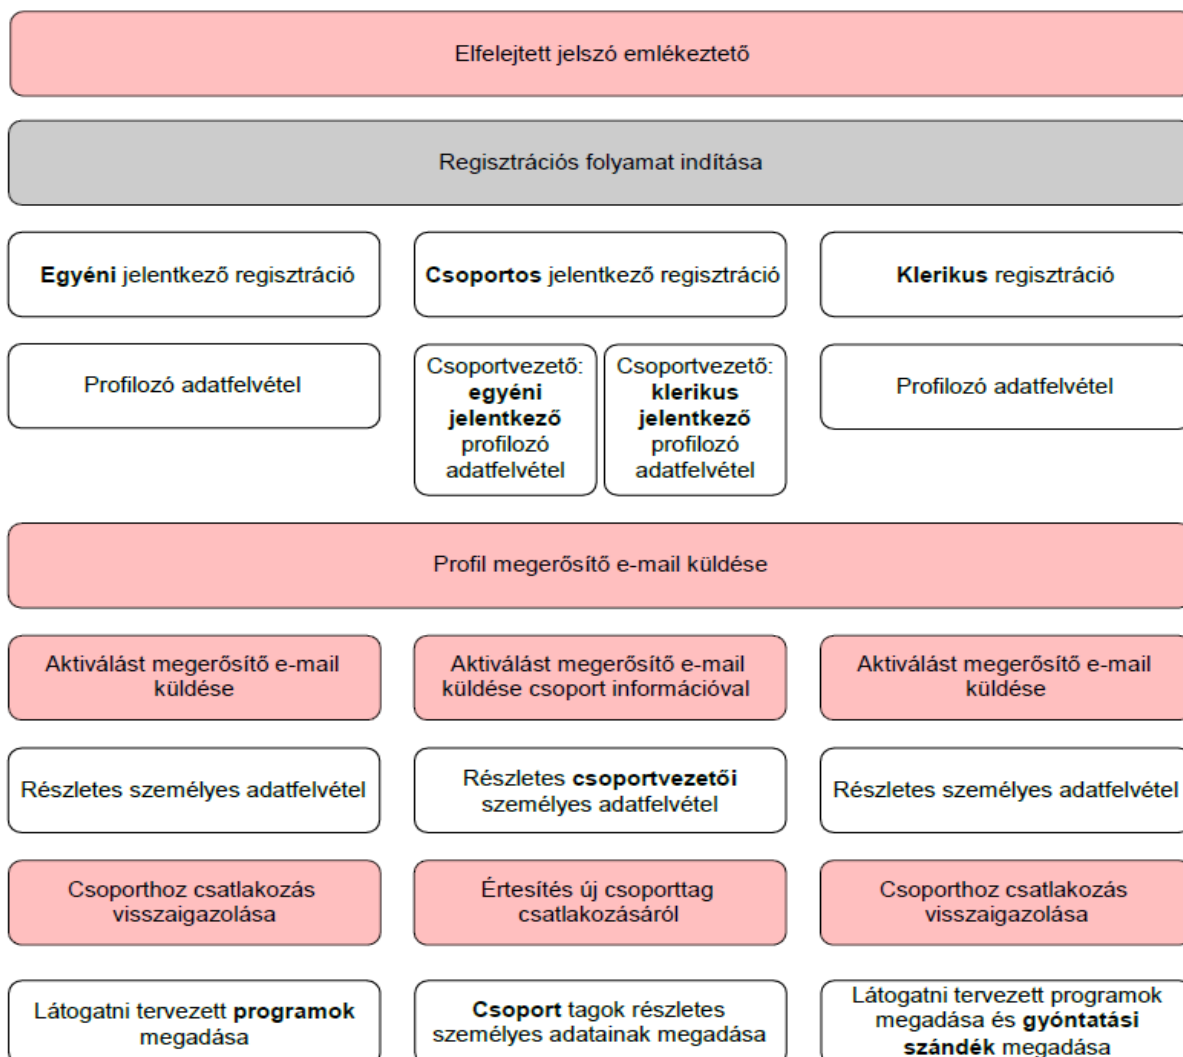 Elfelejtett jelszó emlékeztető
Regisztrációs folyamat indítása
Egyéni jelentkező regisztráció
Csoportos jelentkező regisztráció
Klerikus regisztráció
Profilozó adatfelvétel
Csoportvezető:
egyéni
jelentkező
profilozó
adatfelvétel
Csoportvezető:
klerikus
jelentkező
profilozó
adatfelvétel
Profilozó adatfelvétel
Profil megerősítő e-mail küldése
Aktiválást megerősítő e-mail
küldése
Aktiválást megerősítő e-mail
küldése csoport információval
Aktiválást megerősítő e-mail
küldése
Részletes személyes adatfelvétel
Részletes csoportvezetői
személyes adatfelvétel
Részletes személyes adatfelvétel
Csoporthoz csatlakozás
visszaigazolása
Értesítés új csoporttag
csatlakozásáról
Csoporthoz csatlakozás
visszaigazolása
Látogatni tervezett programok
megadása
Csoport tagok részletes
személyes adatainak megadása
Látogatni tervezett programok
megadása és gyóntatási
szándék megadása